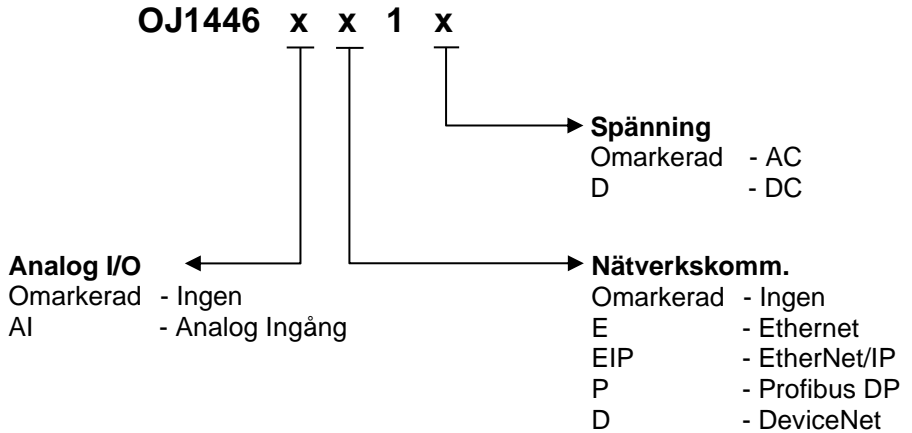 OJ1446 x x 1 x
Spänning
Omarkerad - AC
D - DC
Analog I/O
Omarkerad - Ingen
AI - Analog Ingång
Nätverkskomm.
Omarkerad - Ingen
E - Ethernet
EIP - EtherNet/IP
P - Profibus DP
D - DeviceNet